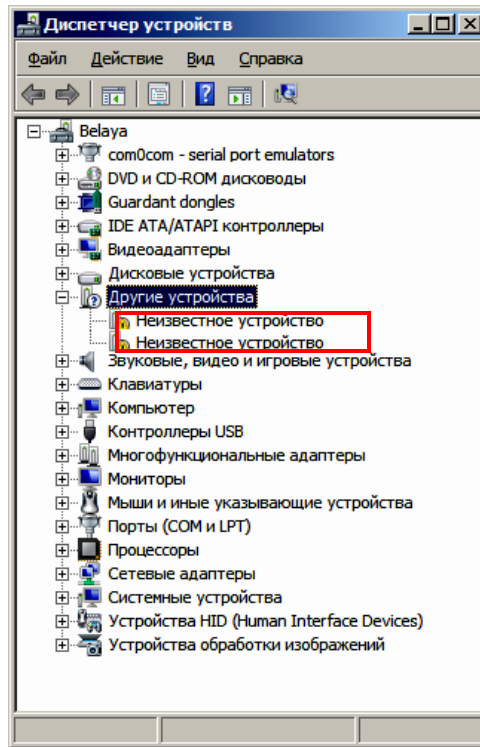 Диспетчер устройств
Файл Действие Вид Справка
Belaya
com0com - serial port emulators
DVD и CD-ROM дисководы
Guardant dongles
IDE ATA/ATAPI контроллеры
Видеоадаптеры
Дисковые устройства
Другие устройства
Неизвестное устройство
Неизвестное устройство
Звуковые, видео и игровые устройства
Клавиатуры
Компьютер
Контроллеры USB
Многофункциональные адаптеры
Мониторы
Мыши и иные указывающие устройства
Порты (COM и LPT)
Процессоры
Сетевые адаптеры
Системные устройства
Устройства HID (Human Interface Devices)
Устройства обработки изображений